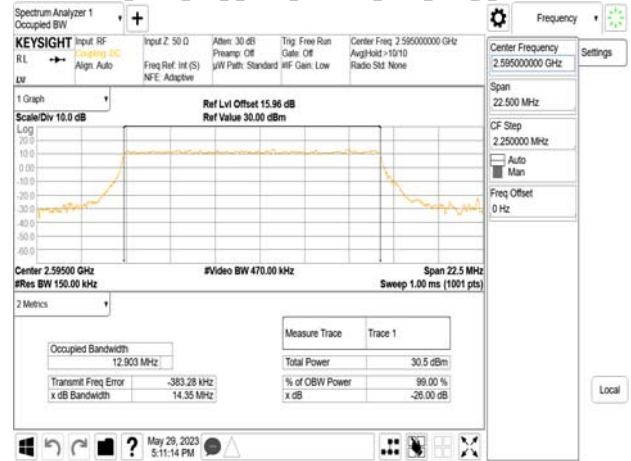 Spectrum Analyzer 1
Occupied BW
Frequency
KEYSIGHT
Input: RF
Coupling: DC
Align: Auto
Input Z: 50 Ω
Freq Ref: Int (S)
NFE: Adaptive
Atten: 30 dB
Preamp: Off
µW Path: Standard
Trig: Free Run
Gate: Off
#IF Gain: Low
Center Freq: 2.595000000 GHz
Avg|Hold:>10/10
Radio Std: None
RL
Center Frequency
2.595000000 GHz
Settings
Span
22.500 MHz
CF Step
2.250000 MHz
Auto
Man
Freq Offset
0 Hz
Local
1 Graph
Scale/Div 10.0 dB
Ref Lvl Offset 15.96 dB
Ref Value 30.00 dBm
Log
20.0
10.0
0.00
-10.0
-20.0
-30.0
-40.0
-50.0
-60.0
Center 2.59500 GHz
#Video BW 470.00 kHz
Span 22.5 MHz
#Res BW 150.00 kHz
Sweep 1.00 ms (1001 pts)
2 Metrics
Measure Trace
Trace 1
Occupied Bandwidth
12.903 MHz
Total Power
30.5 dBm
Transmit Freq Error
-383.28 kHz
% of OBW Power
99.00 %
x dB Bandwidth
14.35 MHz
x dB
-26.00 dB
May 29, 2023
5:11:14 PM